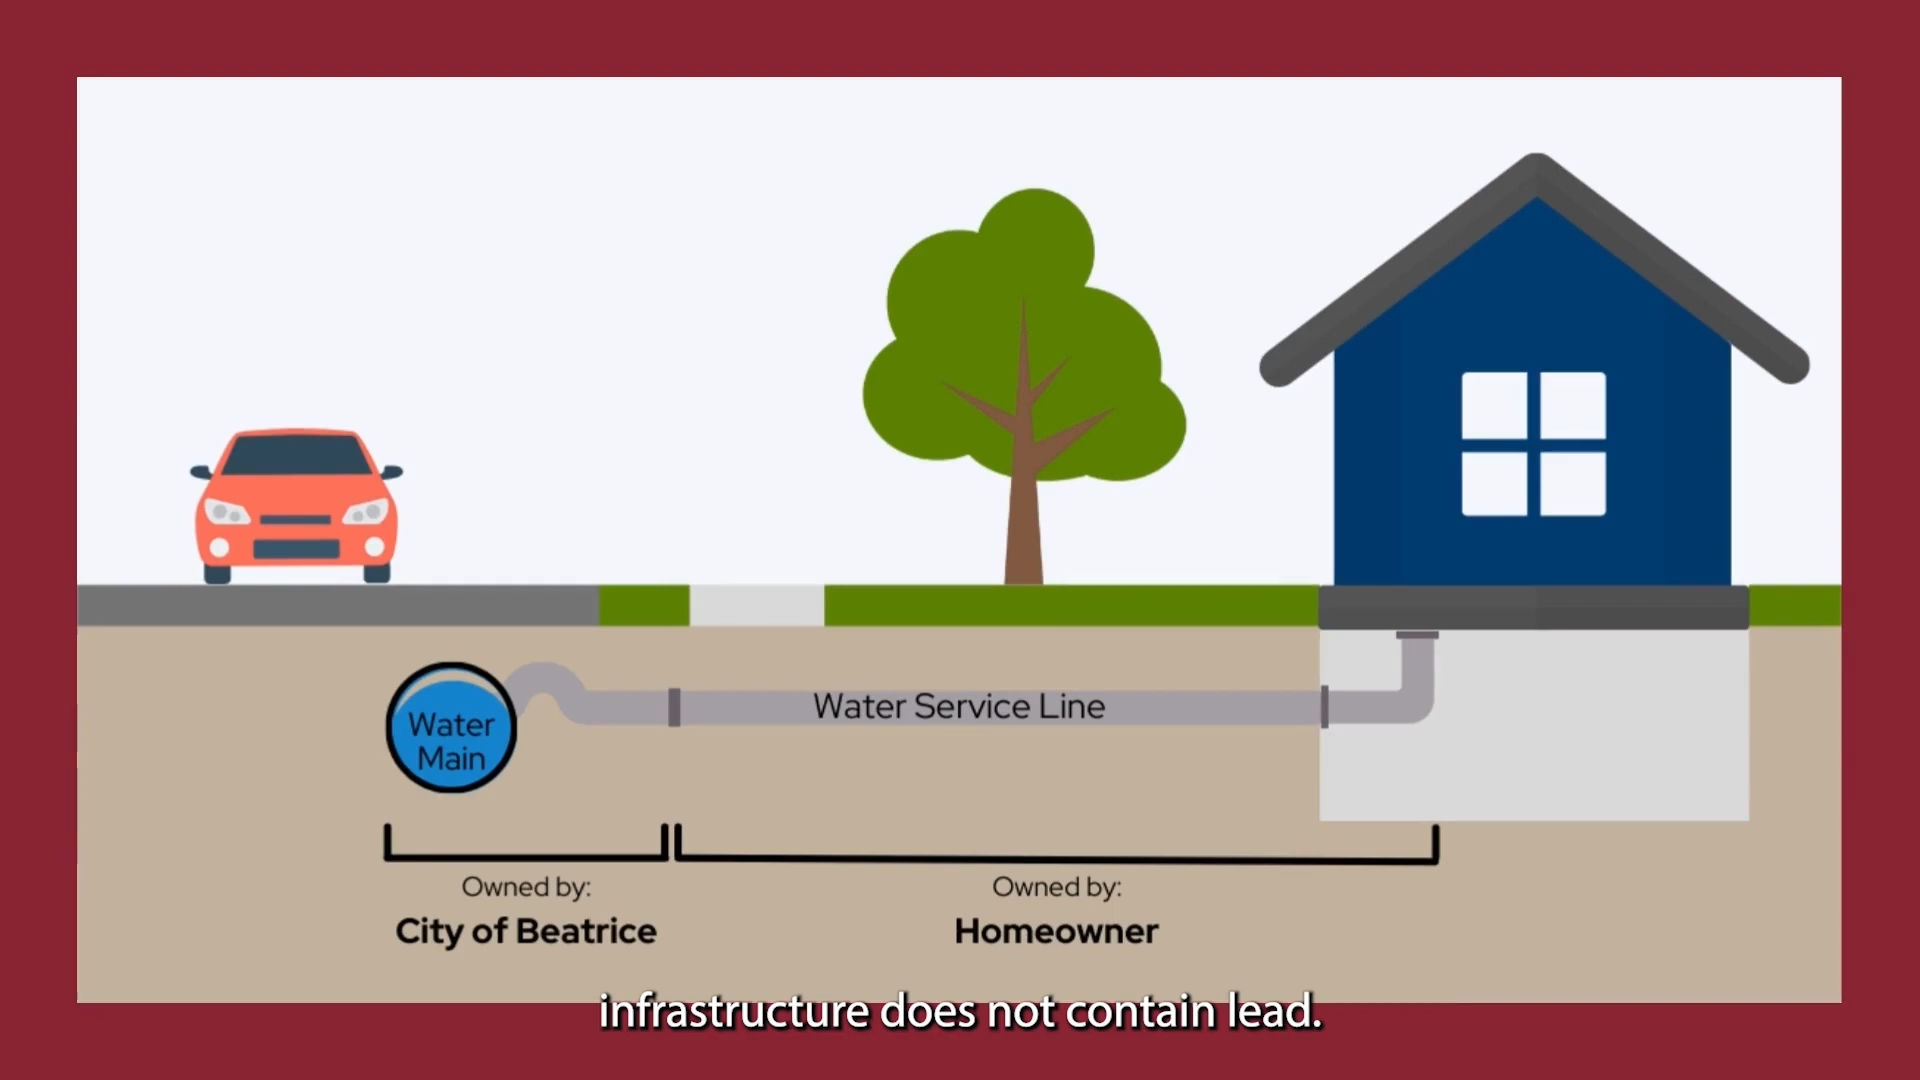 Water Service Line
Water
Main
Owned by:
City of Beatrice
Owned by:
Homeowner
infrastructure does not contain lead.